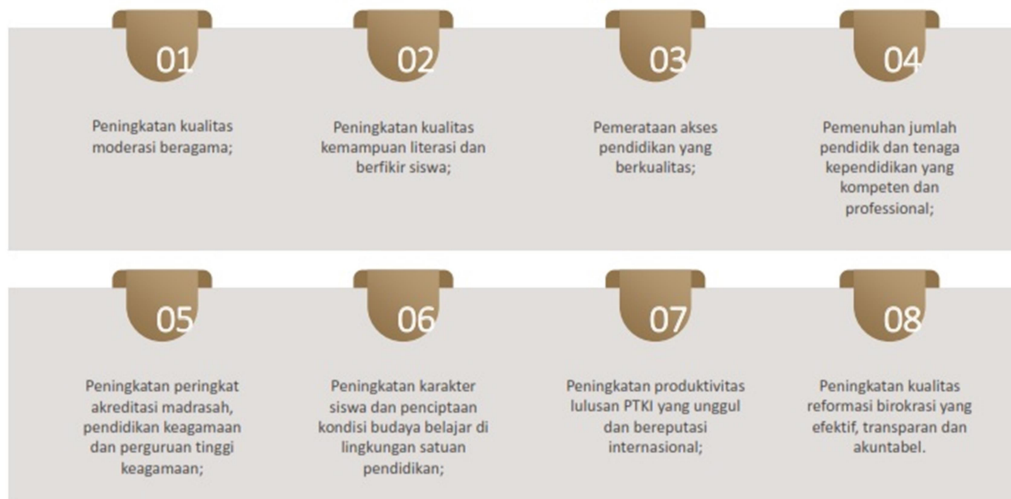 01
Peningkatan kualitas
moderasi beragama;
02
Peningkatan kualitas
kemampuan literasi dan
berfikir siswa;
03
Pemerataan akses
pendidikan yang
berkualitas;
04
Pemenuhan jumlah
pendidik dan tenaga
kependidikan yang
kompeten dan
professional;
05
Peningkatan peringkat
akreditasi madrasah,
pendidikan keagamaan
dan perguruan tinggi
keagamaan;
06
Peningkatan karakter
siswa dan penciptaan
kondisi budaya belajar di
lingkungan satuan
pendidikan;
07
Peningkatan produktivitas
lulusan PTKI yang unggul
dan bereputasi
internasional;
08
Peningkatan kualitas
reformasi birokrasi yang
efektif, transparan dan
akuntabel.